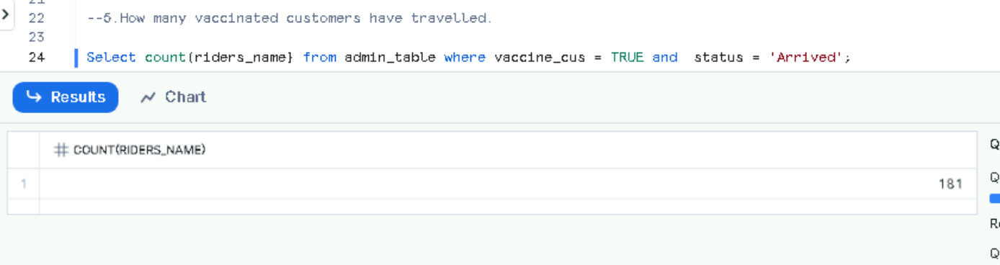 21
22 --5.How many vaccinated customers have travelled.
23
24 Select count(riders_name} from admin_table where vaccine_cus = TRUE and  status = 'Arrived';
Results Chart
# COUNT(RIDERS_NAME)
Q
1 181
Q
Re
Q